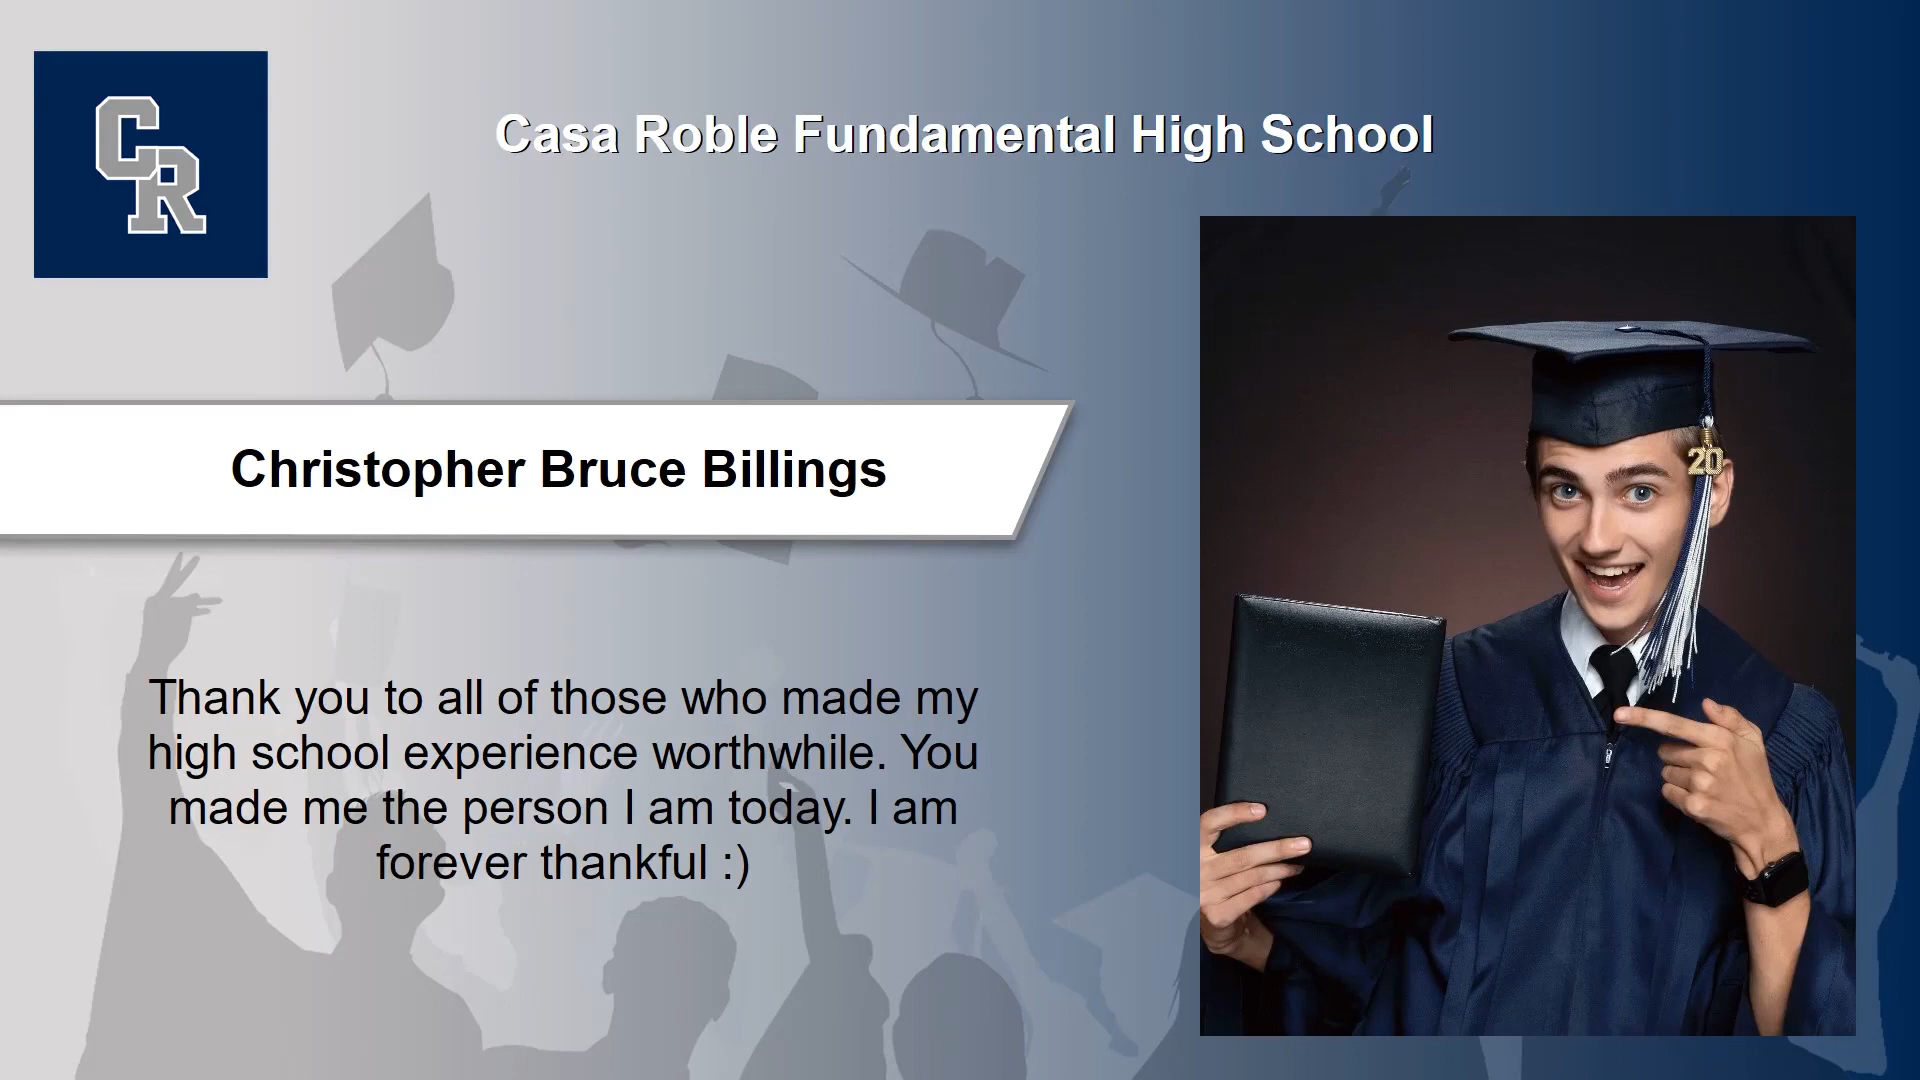 CR
Casa Roble Fundamental High School
Christopher Bruce Billings
20
Thank you to all of those who made my
high school experience worthwhile. You
made me the person I am today. I am
forever thankful :)